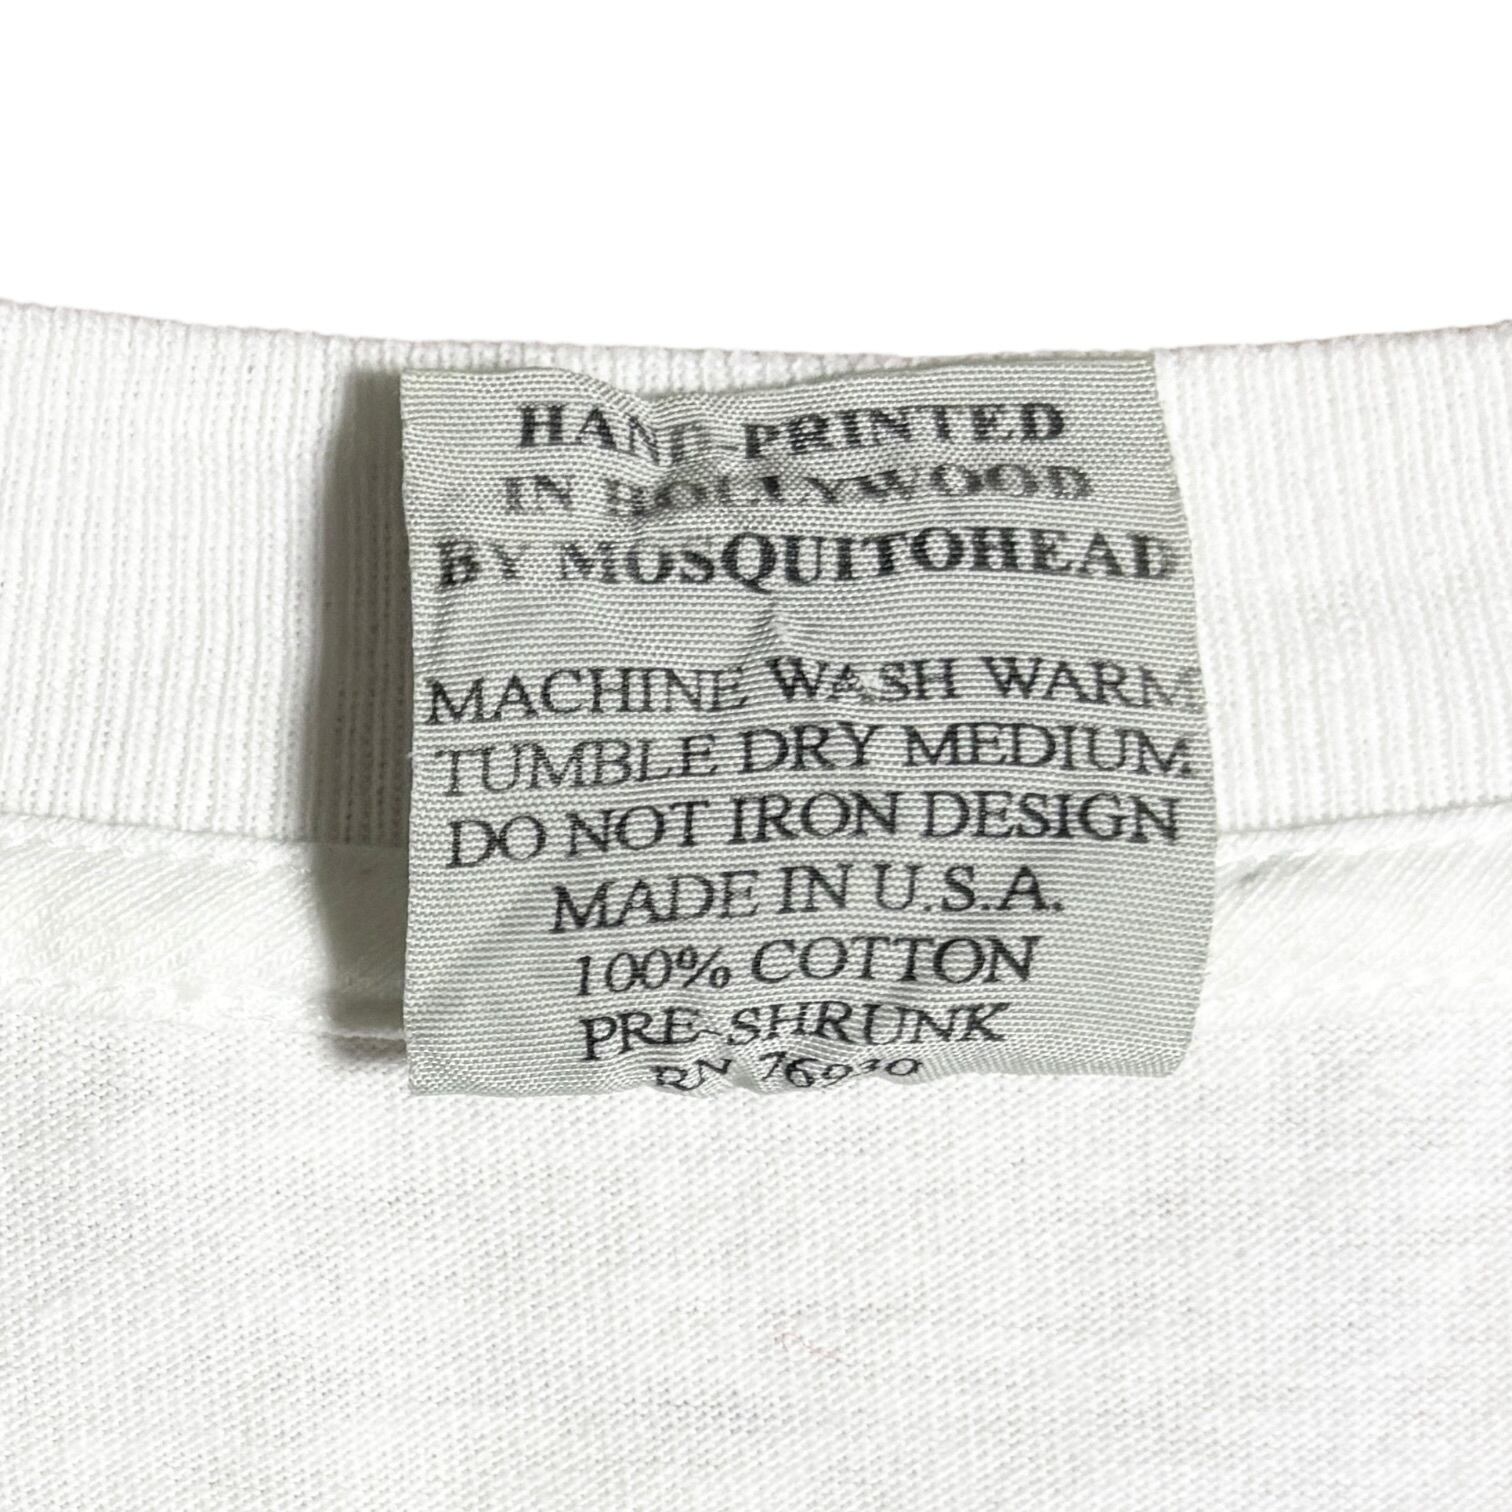 HAND-PRINTED
IN HOLLYWOOD
BY MOSQUITOHEAD
MACHINE WASH WARM
TUMBLE DRY MEDIUM
DO NOT IRON DESIGN
MADE IN U.S.A.
100% COTTON
PRE-SHRUNK
RN